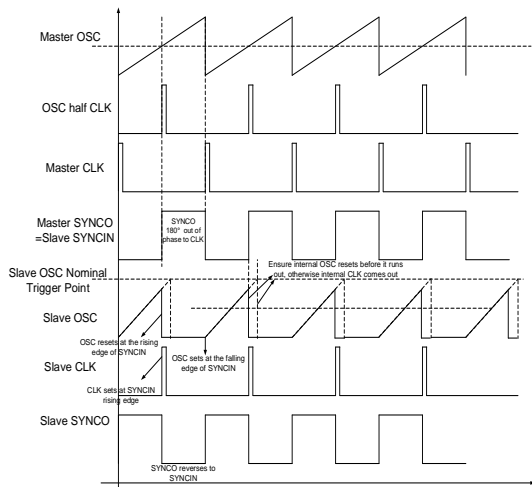 Master OSC
OSC half CLK
Master CLK
Master SYNCO
=Slave SYNCIN
SYNCO
180° out of
phase to CLK
Ensure internal OSC resets before it runs
out, otherwise internal CLK comes out
Slave OSC Nominal
Trigger Point
Slave OSC
OSC resets at the rising
edge of SYNCIN
OSC sets at the falling
edge of SYNCIN
Slave CLK
CLK sets at SYNCIN
rising edge
Slave SYNCO
SYNCO reverses to
SYNCIN